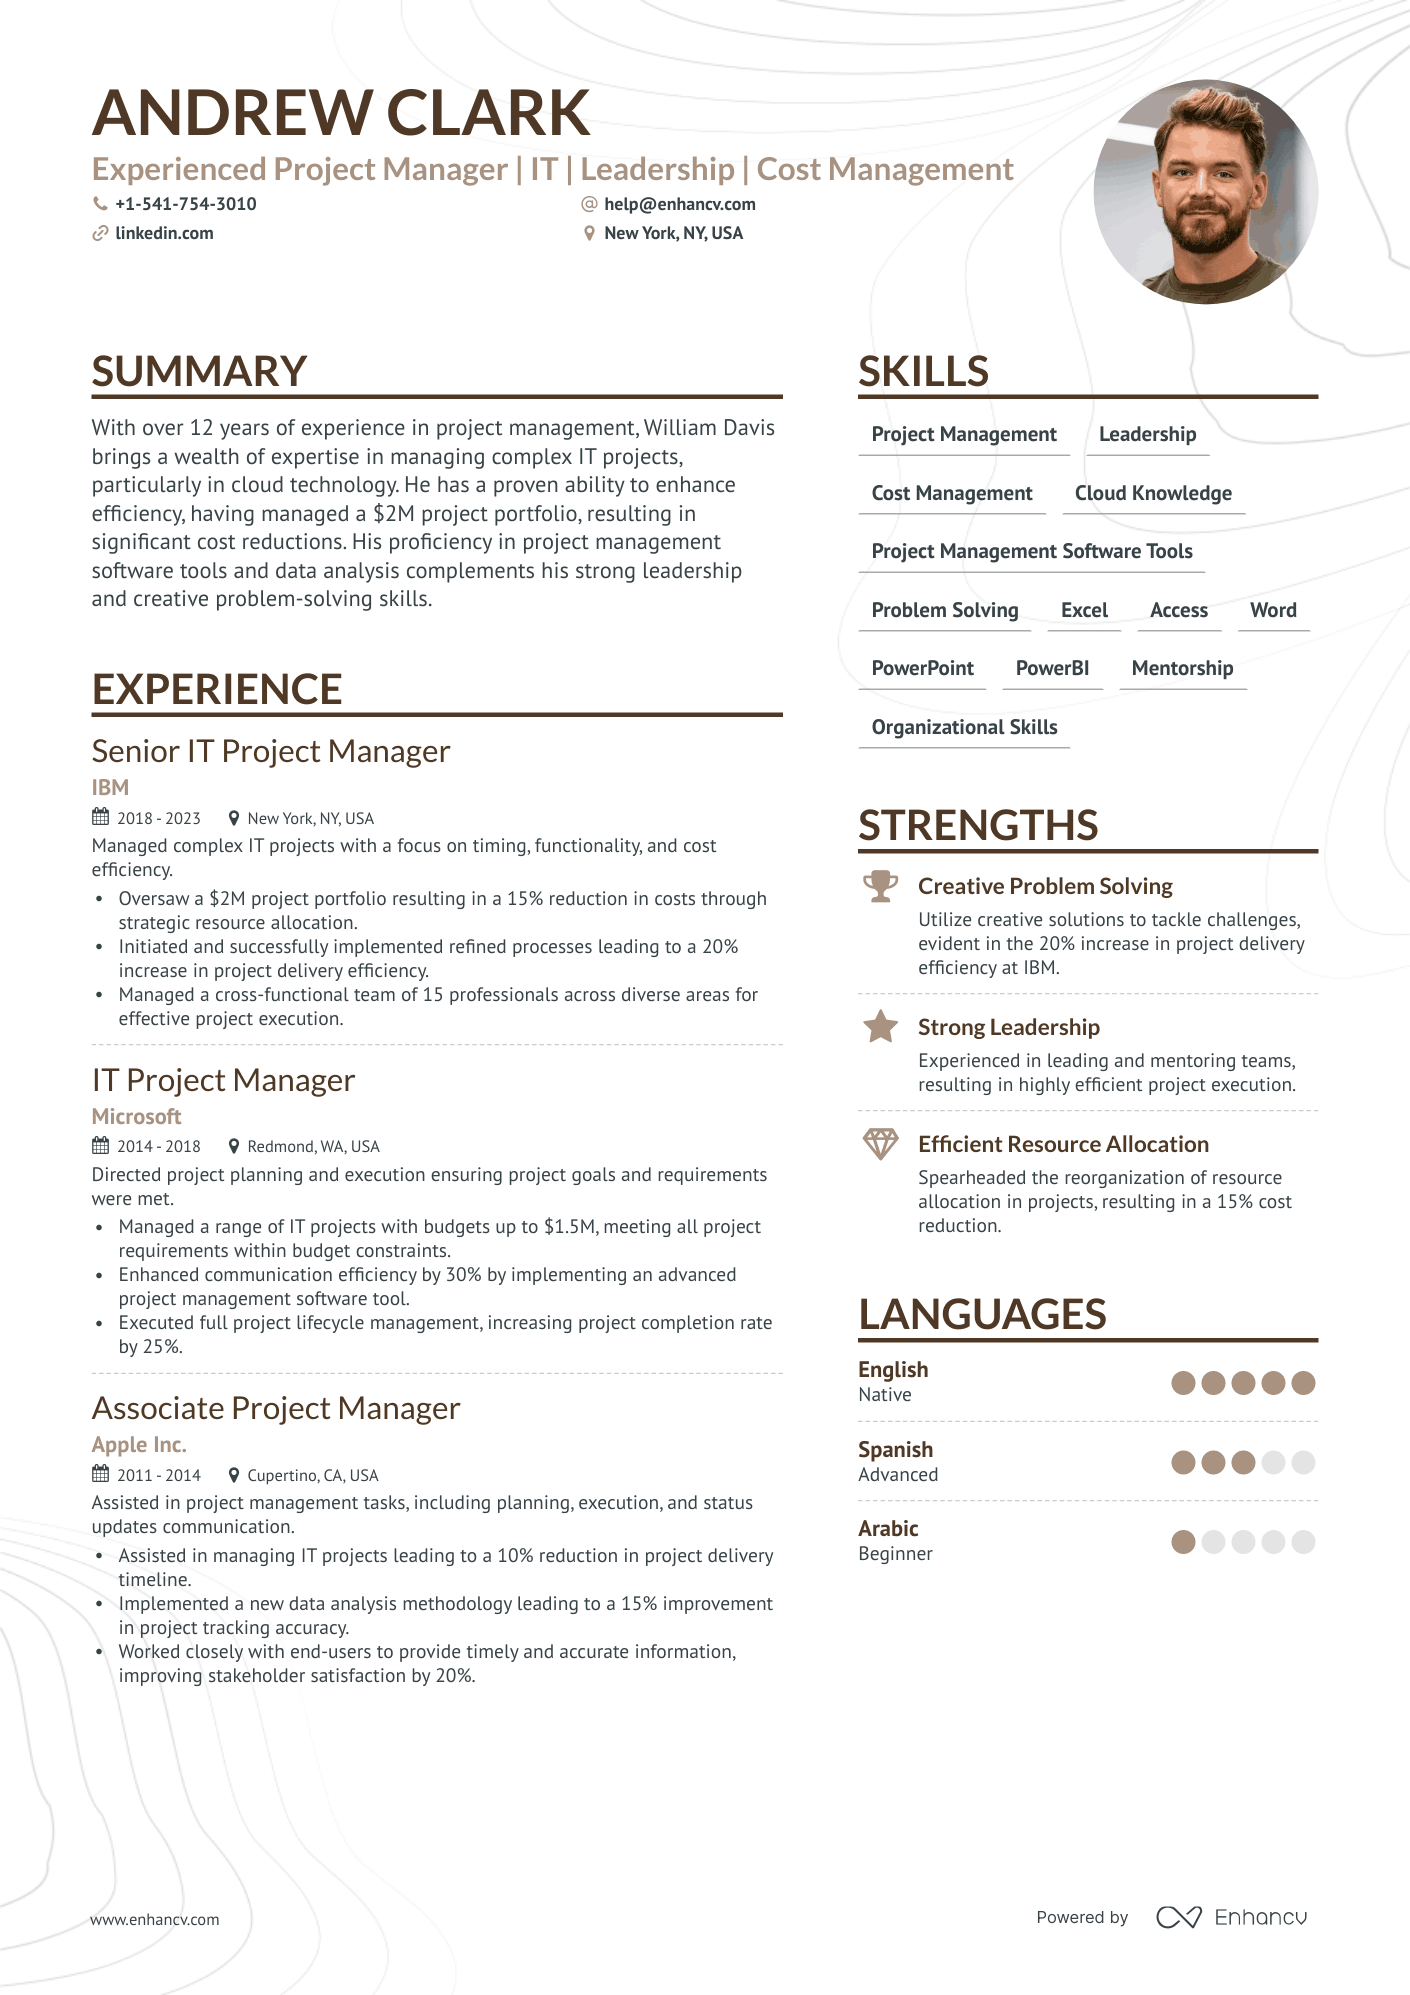 ANDREW CLARK
Experienced Project Manager | IT | Leadership | Cost Management
+1-541-754-3010
help@enhancv.com
linkedin.com
New York, NY, USA
SUMMARY
With over 12 years of experience in project management, William Davis
brings a wealth of expertise in managing complex IT projects,
particularly in cloud technology. He has a proven ability to enhance
efficiency, having managed a $2M project portfolio, resulting in
significant cost reductions. His proficiency in project management
software tools and data analysis complements his strong leadership
and creative problem-solving skills.
EXPERIENCE
Senior IT Project Manager
IBM
2018 - 2023 New York, NY, USA
Managed complex IT projects with a focus on timing, functionality, and cost
efficiency.
• Oversaw a $2M project portfolio resulting in a 15% reduction in costs through
strategic resource allocation.
• Initiated and successfully implemented refined processes leading to a 20%
increase in project delivery efficiency.
• Managed a cross-functional team of 15 professionals across diverse areas for
effective project execution.
IT Project Manager
Microsoft
2014 - 2018 Redmond, WA, USA
Directed project planning and execution ensuring project goals and requirements
were met.
• Managed a range of IT projects with budgets up to $1.5M, meeting all project
requirements within budget constraints.
• Enhanced communication efficiency by 30% by implementing an advanced
project management software tool.
• Executed full project lifecycle management, increasing project completion rate
by 25%.
Associate Project Manager
Apple Inc.
2011 - 2014 Cupertino, CA, USA
Assisted in project management tasks, including planning, execution, and status
updates communication.
• Assisted in managing IT projects leading to a 10% reduction in project delivery
timeline.
• Implemented a new data analysis methodology leading to a 15% improvement
in project tracking accuracy.
• Worked closely with end-users to provide timely and accurate information,
improving stakeholder satisfaction by 20%.
SKILLS
Project Management Leadership
Cost Management Cloud Knowledge
Project Management Software Tools
Problem Solving Excel Access Word
PowerPoint PowerBI Mentorship
Organizational Skills
STRENGTHS
Creative Problem Solving
Utilize creative solutions to tackle challenges,
evident in the 20% increase in project delivery
efficiency at IBM.
Strong Leadership
Experienced in leading and mentoring teams,
resulting in highly efficient project execution.
Efficient Resource Allocation
Spearheaded the reorganization of resource
allocation in projects, resulting in a 15% cost
reduction.
LANGUAGES
English
Native
Spanish
Advanced
Arabic
Beginner
www.enhancv.com
Powered by Enhancv